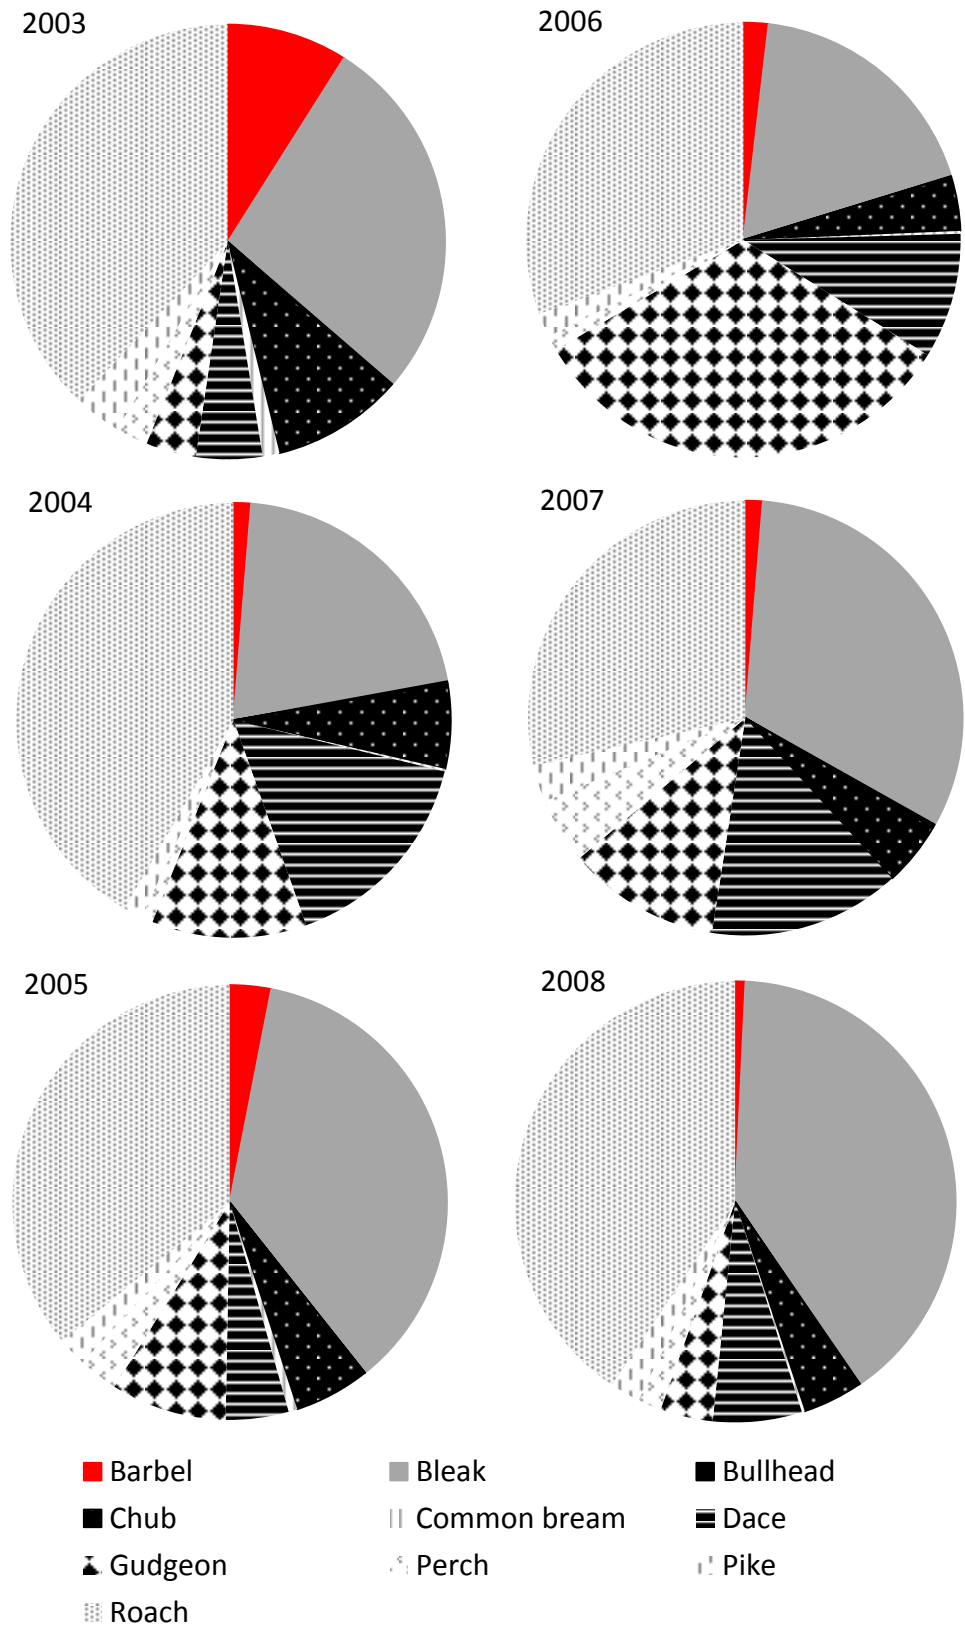 2003
2006
2004
2007
2005
2008
Barbel
Bleak
Bullhead
Chub
Common bream
Dace
Gudgeon
Perch
Pike
Roach